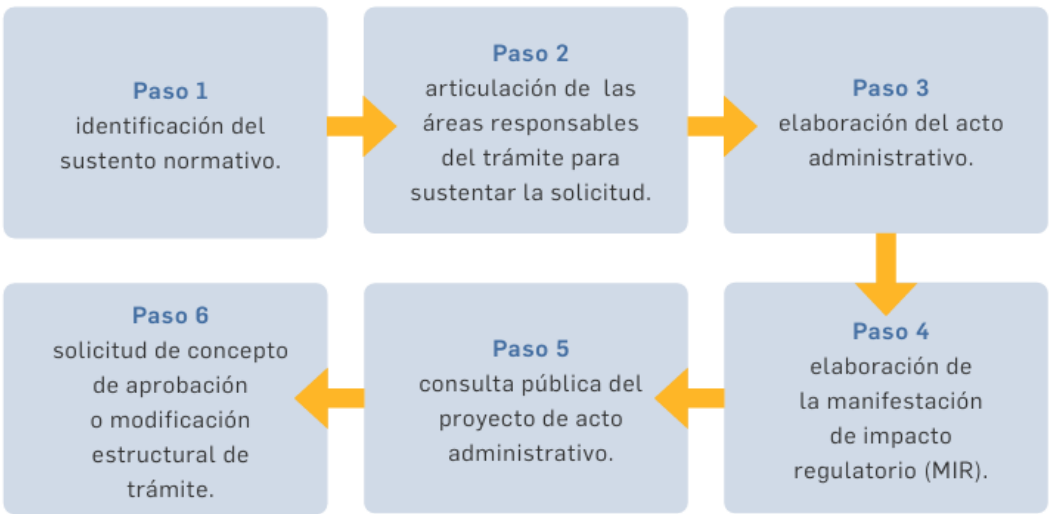 Paso 1
identificación del
sustento normativo.
Paso 2
articulación de las
áreas responsables
del trámite para
sustentar la solicitud.
Paso 3
elaboración del acto
administrativo.
Paso 4
elaboración de
la manifestación
de impacto
regulatorio (MIR).
Paso 5
consulta pública del
proyecto de acto
administrativo.
Paso 6
solicitud de concepto
de aprobación
o modificación
estructural de
trámite.